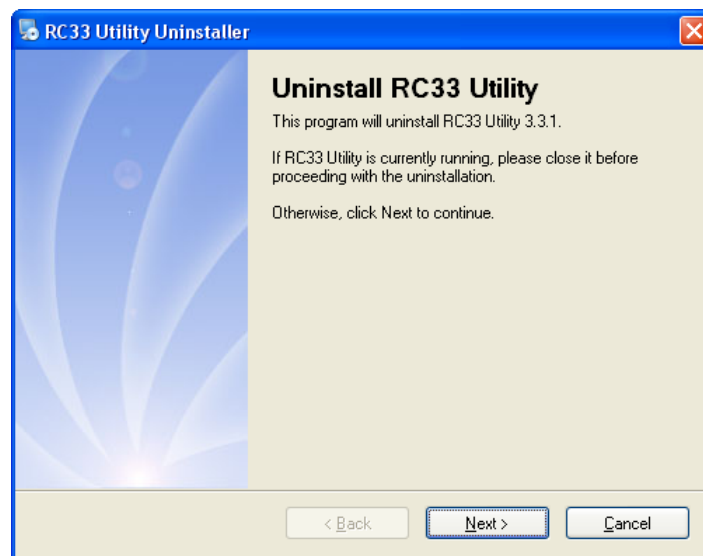 RC33 Utility Uninstaller
Uninstall RC33 Utility
This program will uninstall RC33 Utility 3.3.1.
If RC33 Utility is currently running, please close it before
proceeding with the uninstallation.
Otherwise, click Next to continue.
< Back
Next >
Cancel